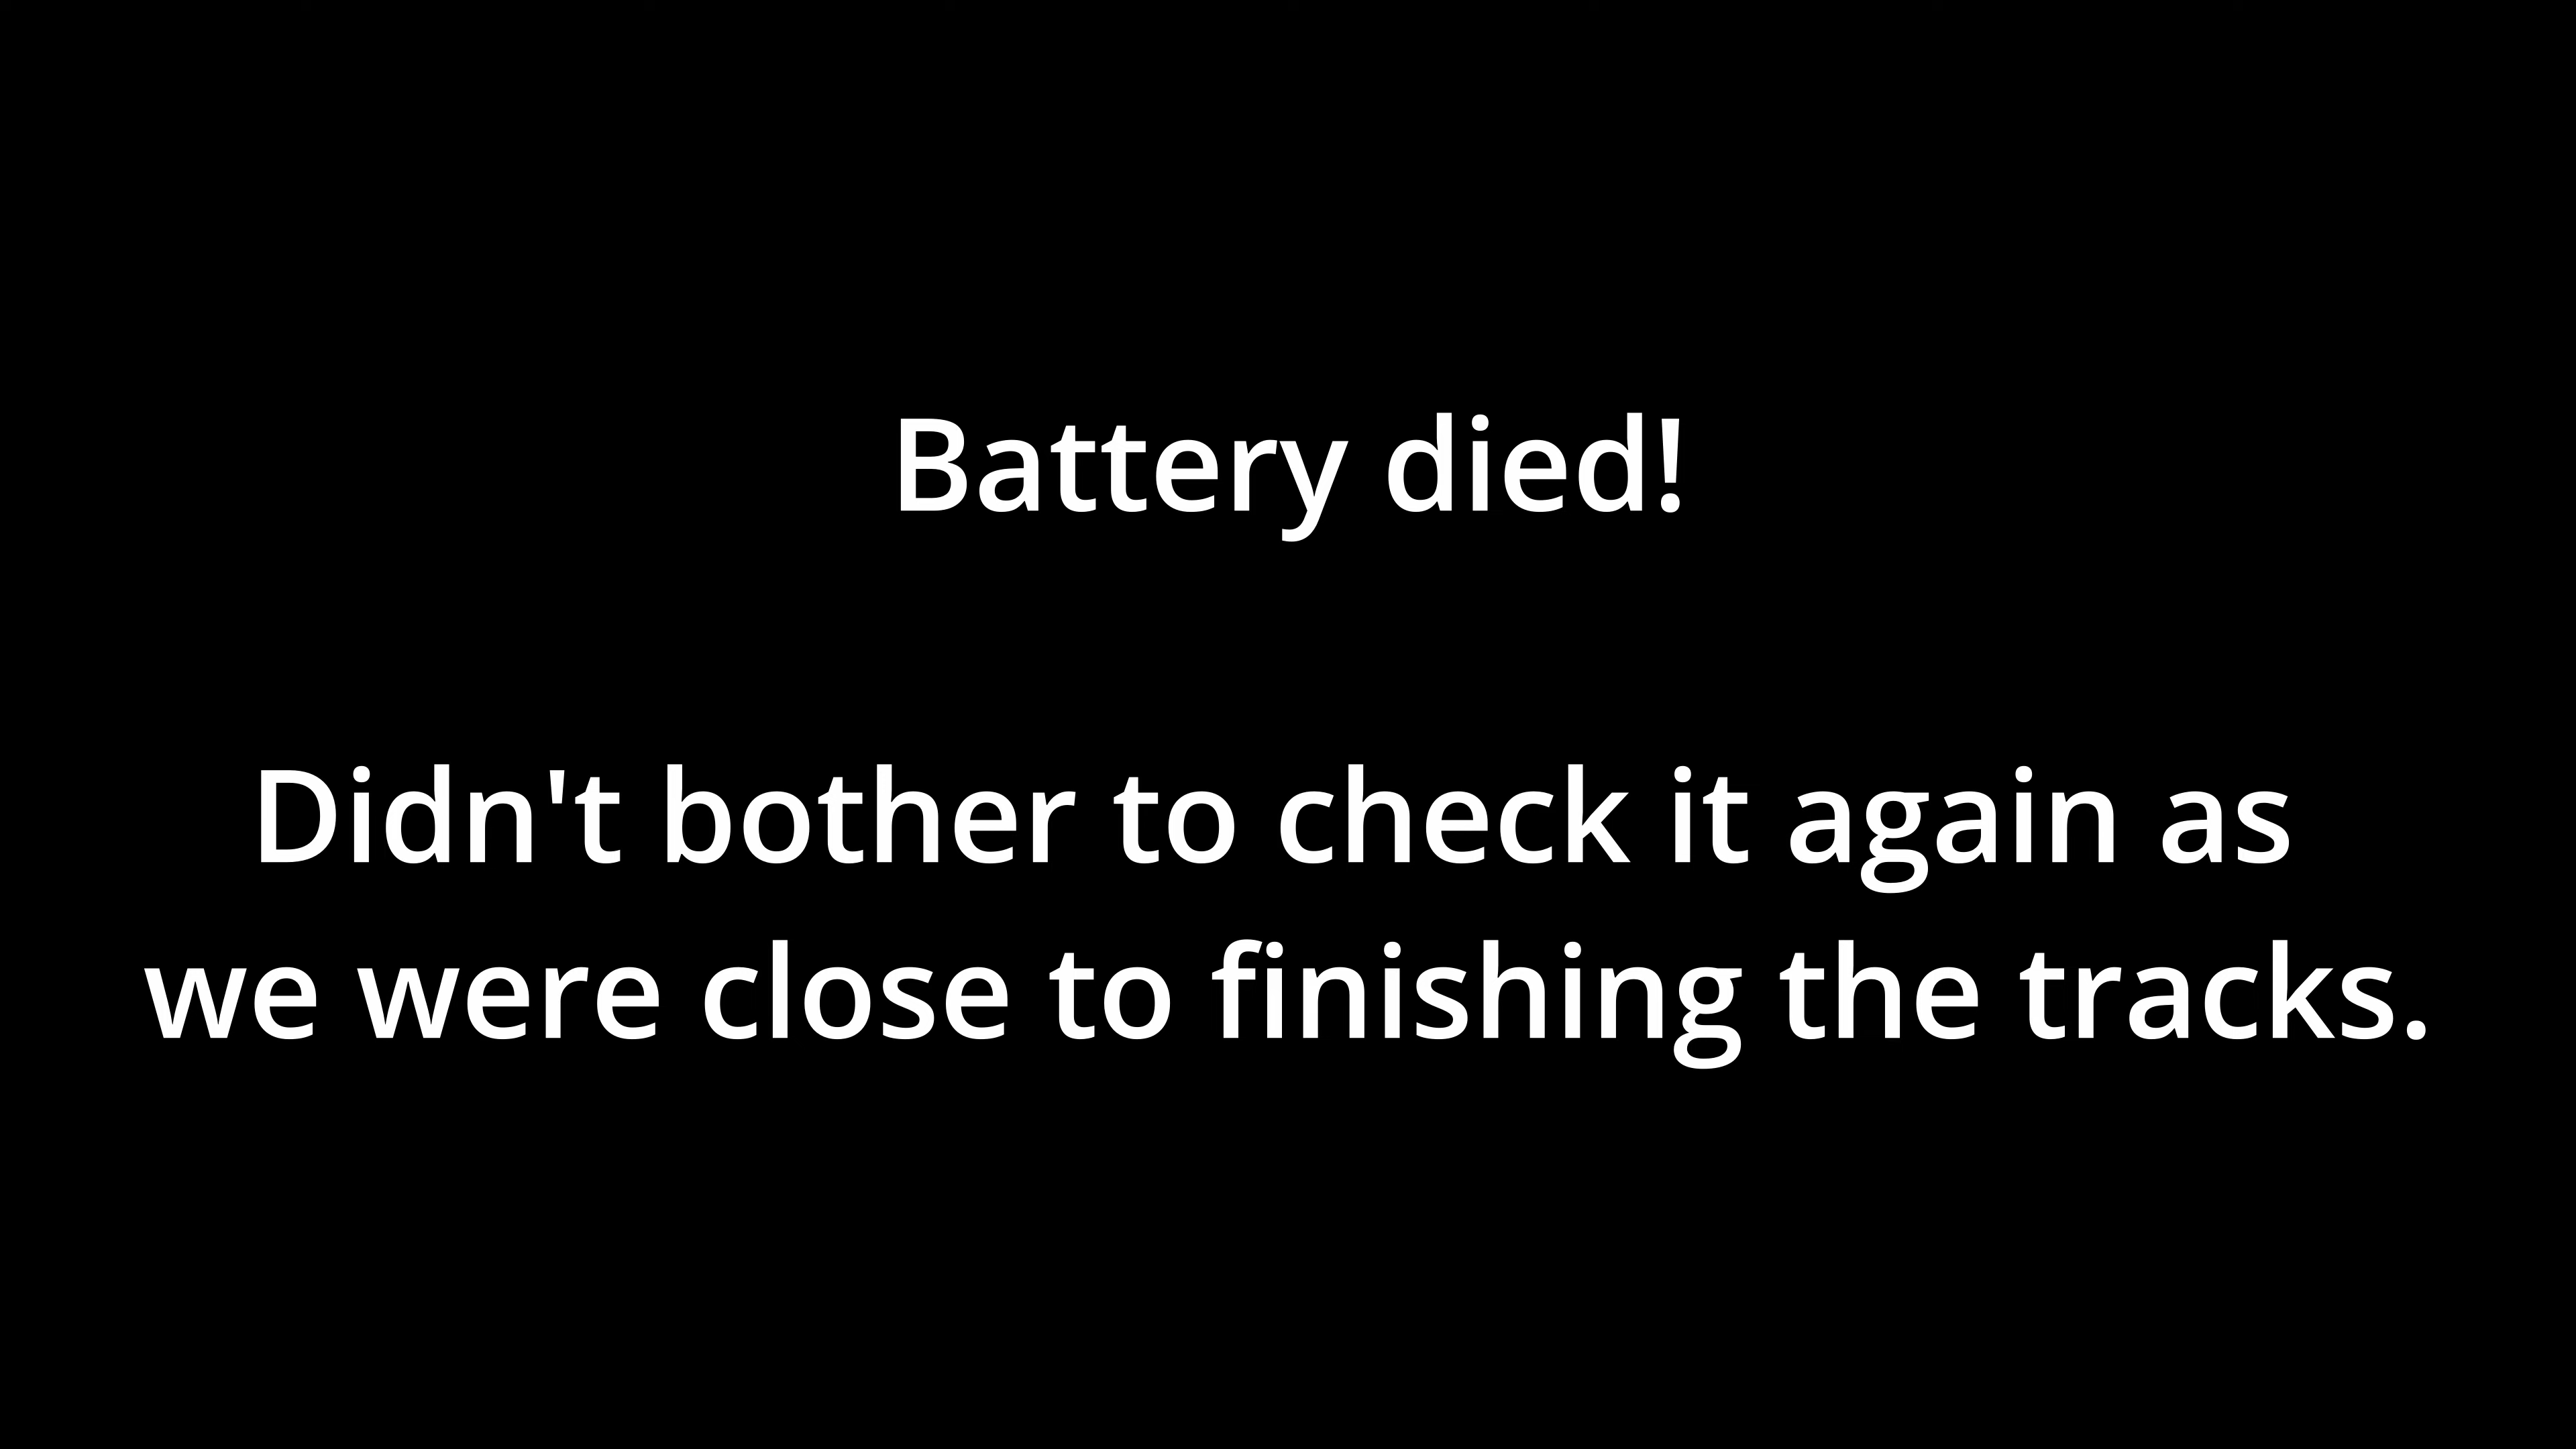 Battery died!
Didn't bother to check it again as
we were close to finishing the tracks.